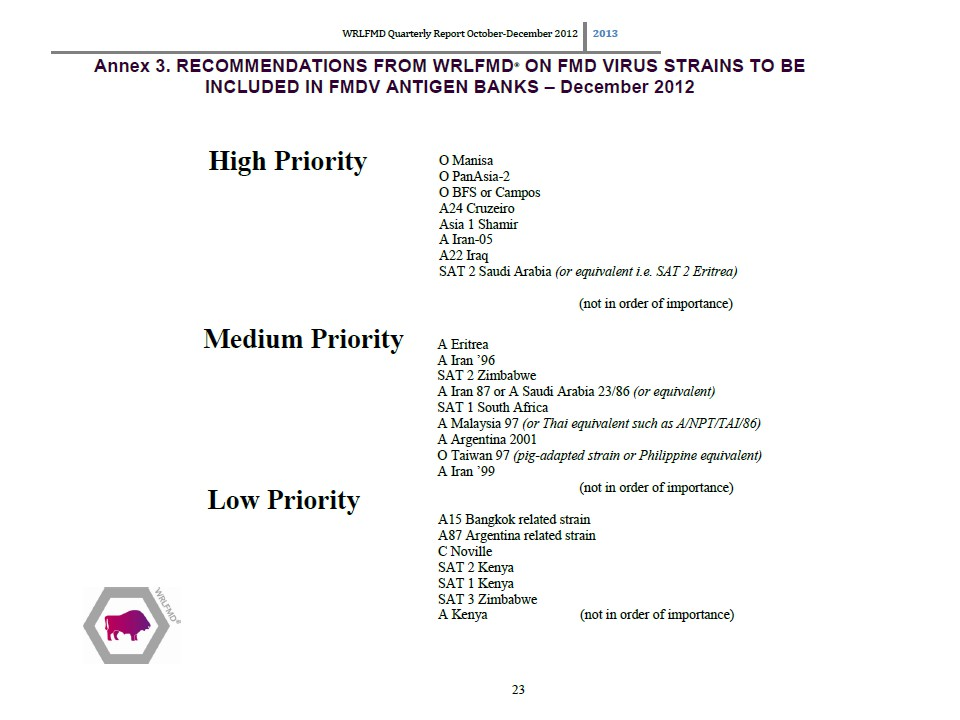 WRLFMD Quarterly Report October-December 2012 2013
Annex 3. RECOMMENDATIONS FROM WRLFMD® ON FMD VIRUS STRAINS TO BE
INCLUDED IN FMDV ANTIGEN BANKS – December 2012
High Priority
O Manisa
O PanAsia-2
O BFS or Campos
A24 Cruzeiro
Asia 1 Shamir
A Iran-05
A22 Iraq
SAT 2 Saudi Arabia (or equivalent i.e. SAT 2 Eritrea)
(not in order of importance)
Medium Priority
A Eritrea
A Iran ’96
SAT 2 Zimbabwe
A Iran 87 or A Saudi Arabia 23/86 (or equivalent)
SAT 1 South Africa
A Malaysia 97 (or Thai equivalent such as A/NPT/TAI/86)
A Argentina 2001
O Taiwan 97 (pig-adapted strain or Philippine equivalent)
A Iran ’99
(not in order of importance)
Low Priority
A15 Bangkok related strain
A87 Argentina related strain
C Noville
SAT 2 Kenya
SAT 1 Kenya
SAT 3 Zimbabwe
A Kenya (not in order of importance)
WRLFMD®
23